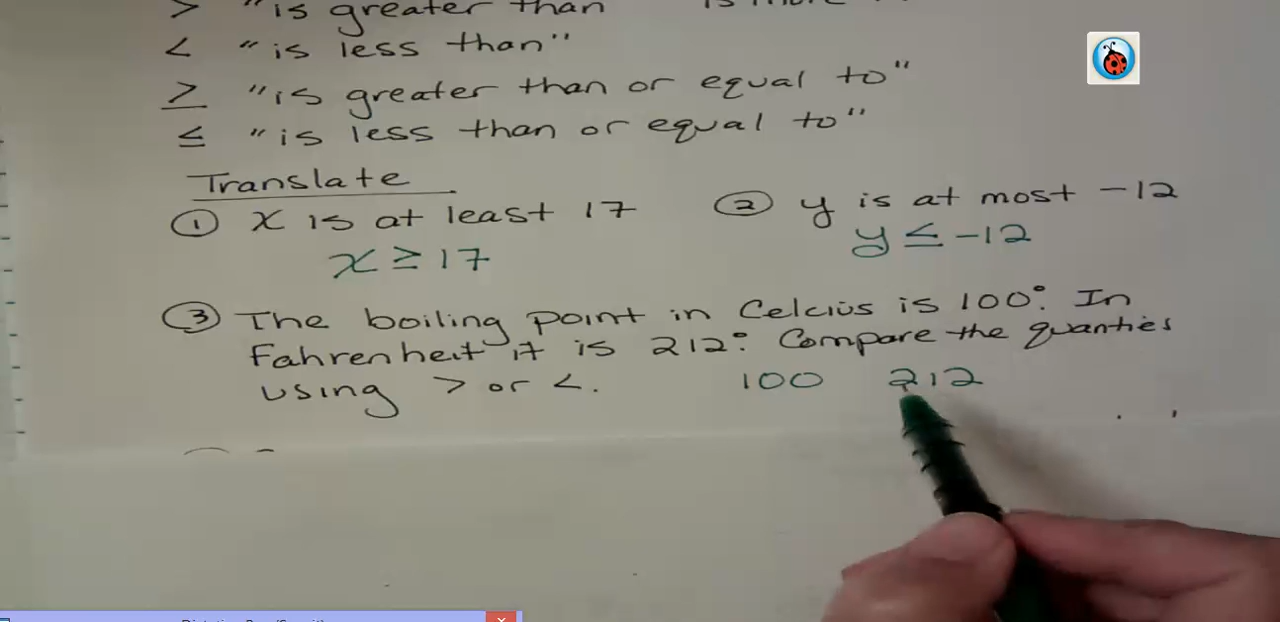 > "is greater than
< "is less than"
≥ "is greater than or equal to"
≤ "is less than or equal to"
Translate
① x is at least 17 ② y is at most -12
x ≥ 17 y ≤ -12
③ The boiling point in Celcius is 100°. In
Fahrenheit it is 212°. Compare the quanties
using > or <. 100 212